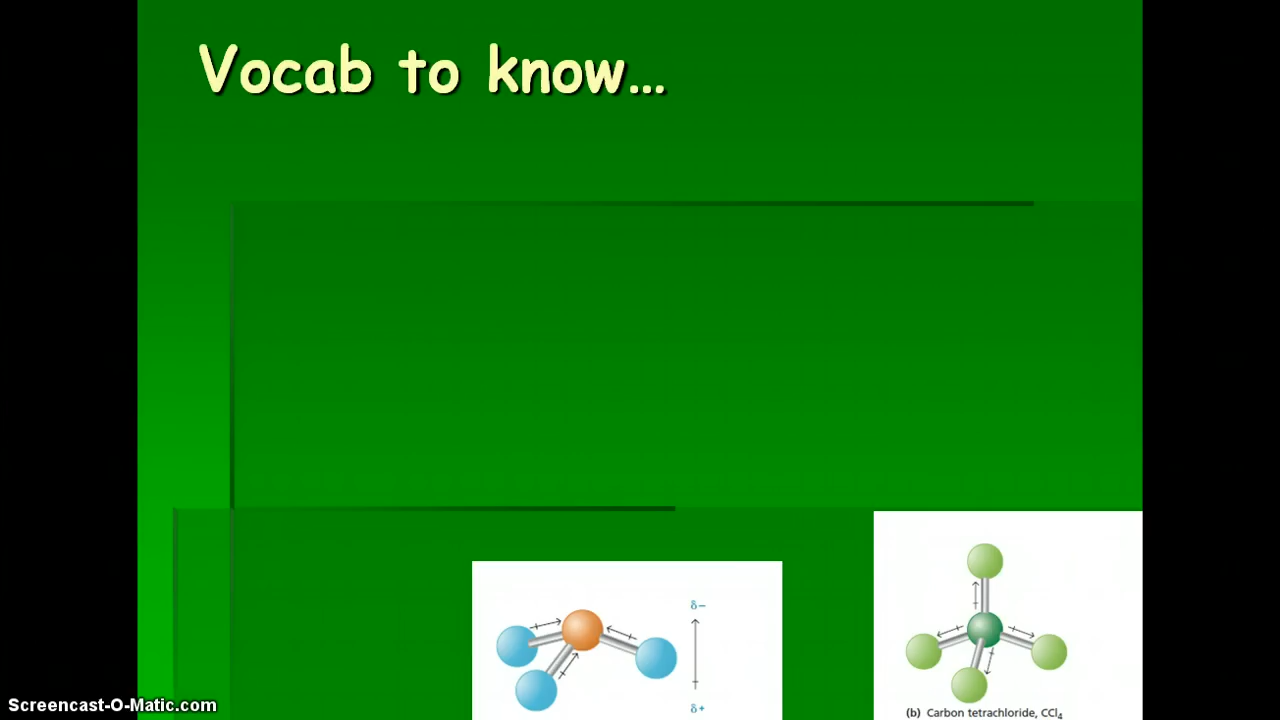 Vocab to know…
δ−
δ+
(b) Carbon tetrachloride, CCl₄
Screencast-O-Matic.com